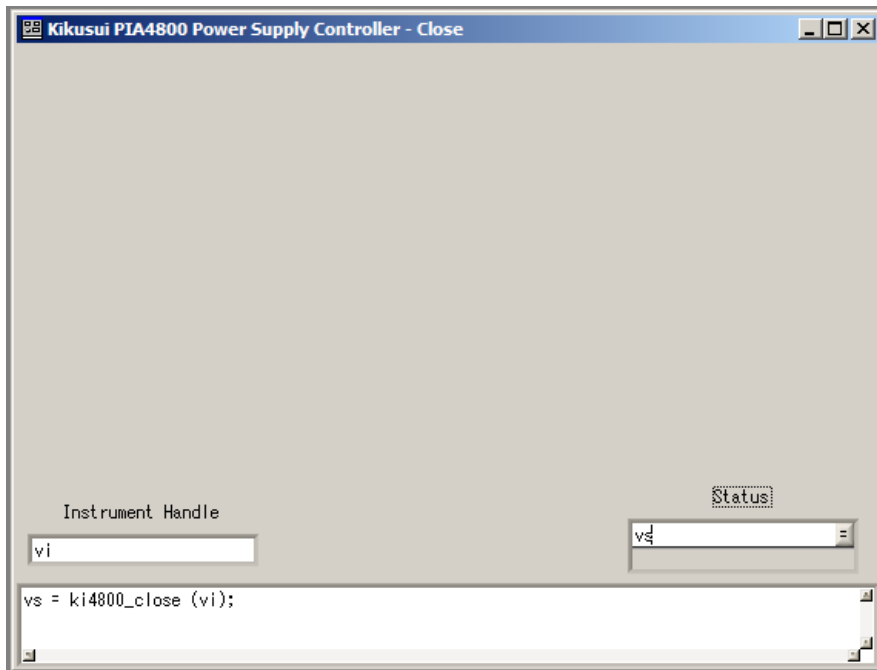 Kikusui PIA4800 Power Supply Controller - Close
Instrument Handle
vi
Status
vs
=
vs = ki4800_close (vi);